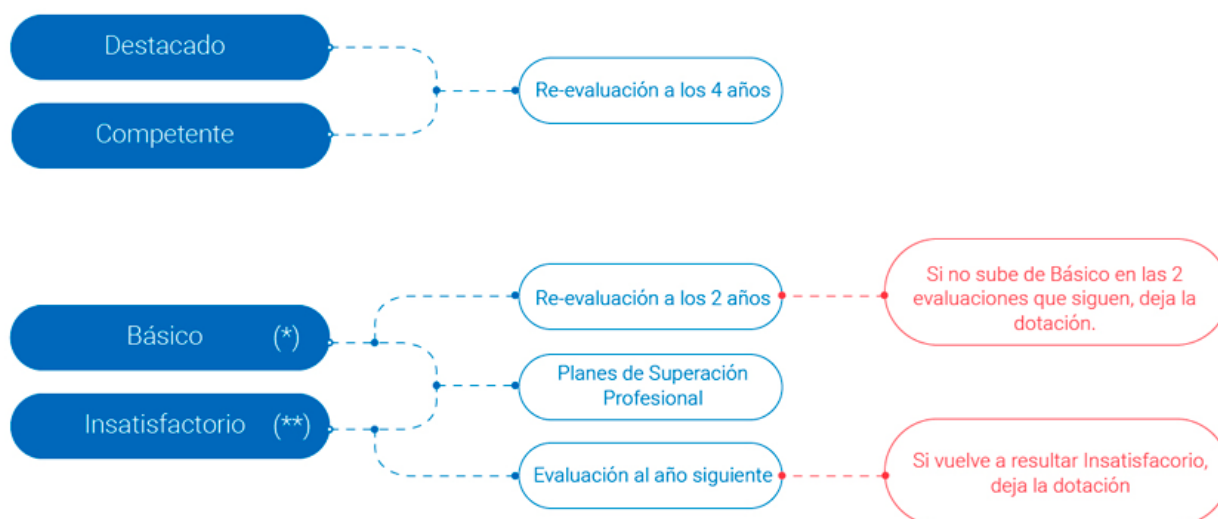 Destacado
Competente
Re-evaluación a los 4 años
Básico (*)
Insatisfactorio (**)
Re-evaluación a los 2 años
Planes de Superación
Profesional
Evaluación al año siguiente
Si no sube de Básico en las 2
evaluaciones que siguen, deja la
dotación.
Si vuelve a resultar Insatisfacorio,
deja la dotación